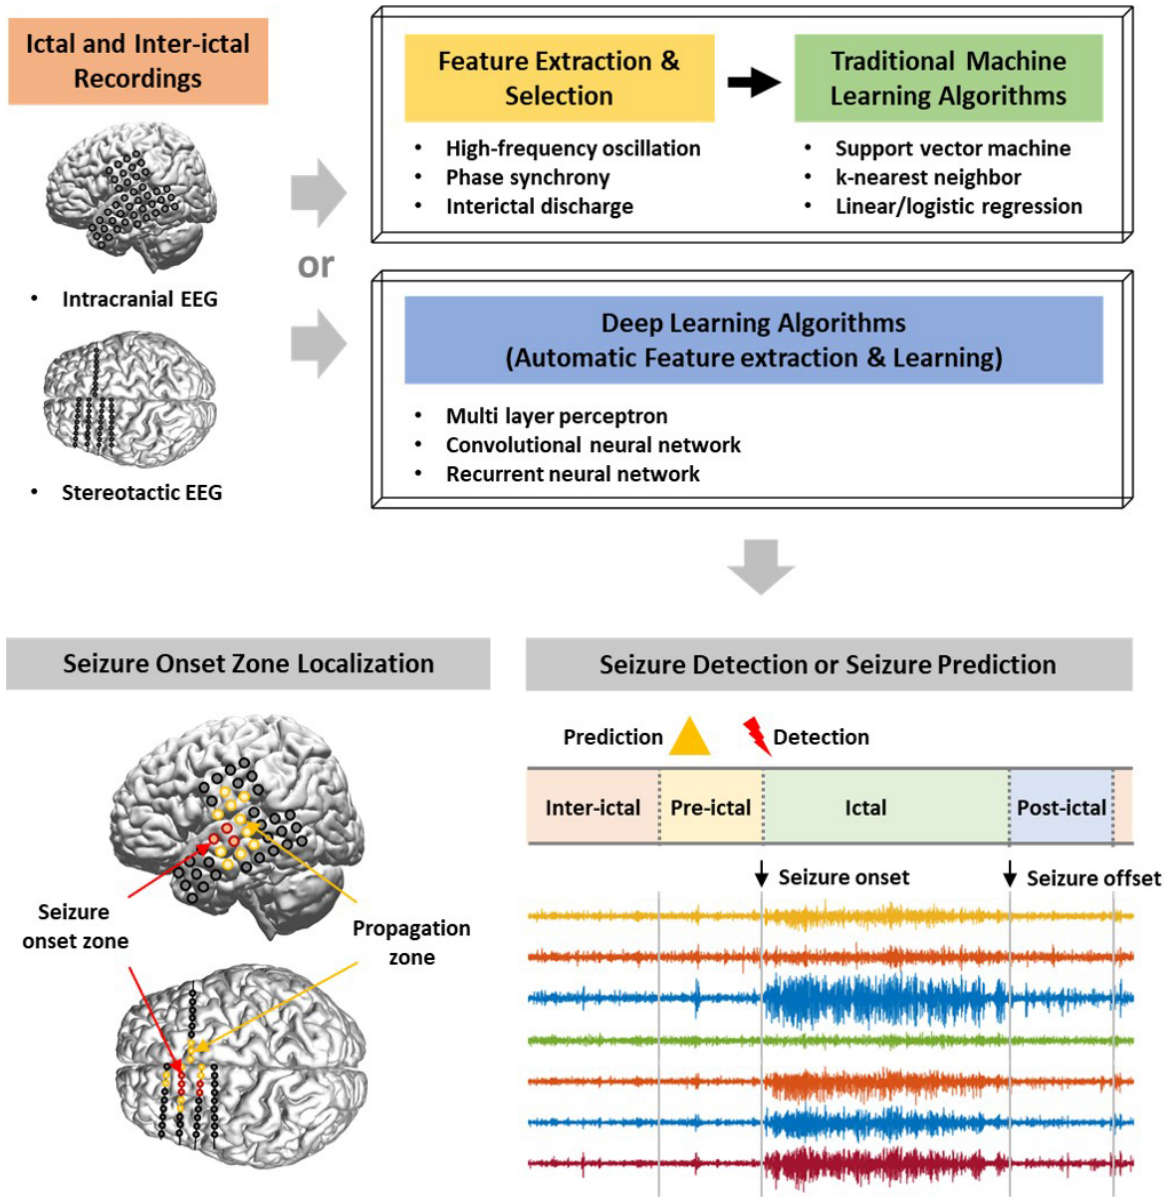 Ictal and Inter-ictal
Recordings
• Intracranial EEG
• Stereotactic EEG
or
Feature Extraction &
Selection
• High-frequency oscillation
• Phase synchrony
• Interictal discharge
Traditional Machine
Learning Algorithms
• Support vector machine
• k-nearest neighbor
• Linear/logistic regression
Deep Learning Algorithms
(Automatic Feature extraction & Learning)
• Multi layer perceptron
• Convolutional neural network
• Recurrent neural network
Seizure Onset Zone Localization
Seizure
onset zone
Propagation
zone
Seizure Detection or Seizure Prediction
Prediction
Detection
Inter-ictal
Pre-ictal
Ictal
Post-ictal
Seizure onset
Seizure offset